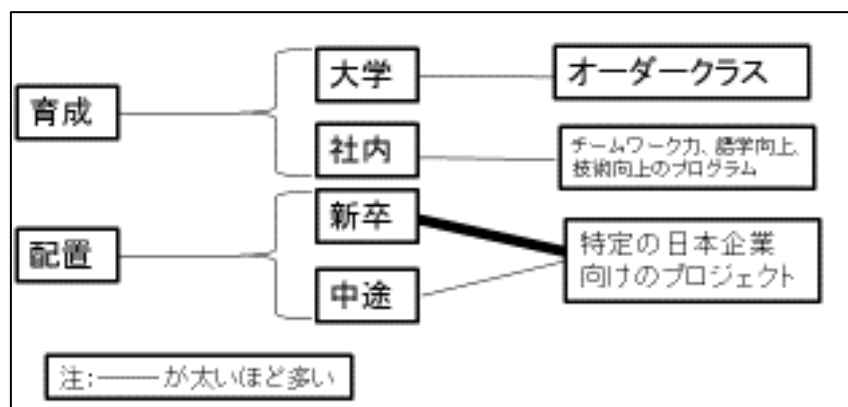 育成
大学
オーダークラス
社内
チームワーク力、語学向上、
技術向上のプログラム
配置
新卒
中途
特定の日本企業
向けのプロジェクト
注:――が太いほど多い